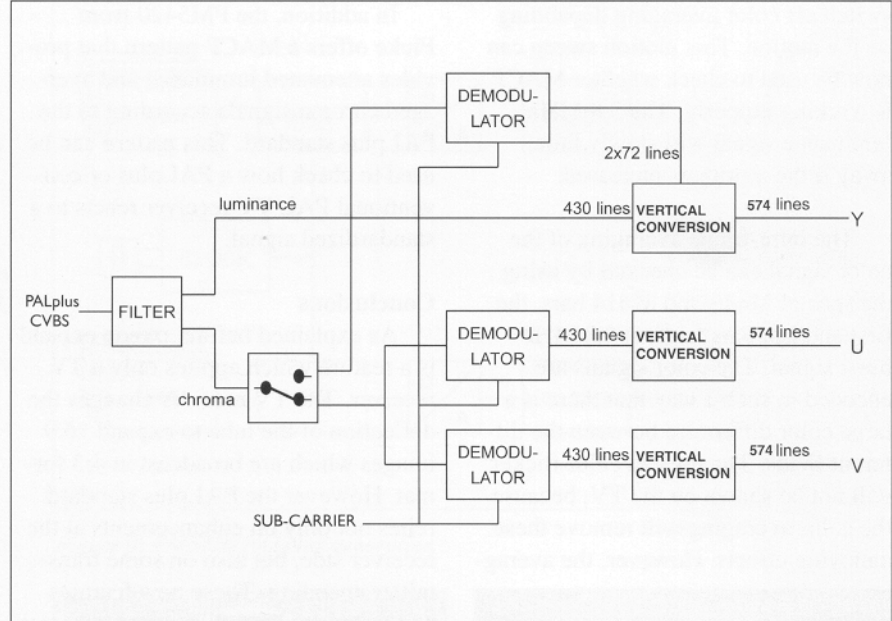 DEMODU-
LATOR
2x72 lines
luminance
430 lines
VERTICAL
CONVERSION
574 lines
Y
PALplus
CVBS
FILTER
DEMODU-
LATOR
430 lines
VERTICAL
CONVERSION
574 lines
U
chroma
DEMODU-
LATOR
430 lines
VERTICAL
CONVERSION
574 lines
V
SUB-CARRIER